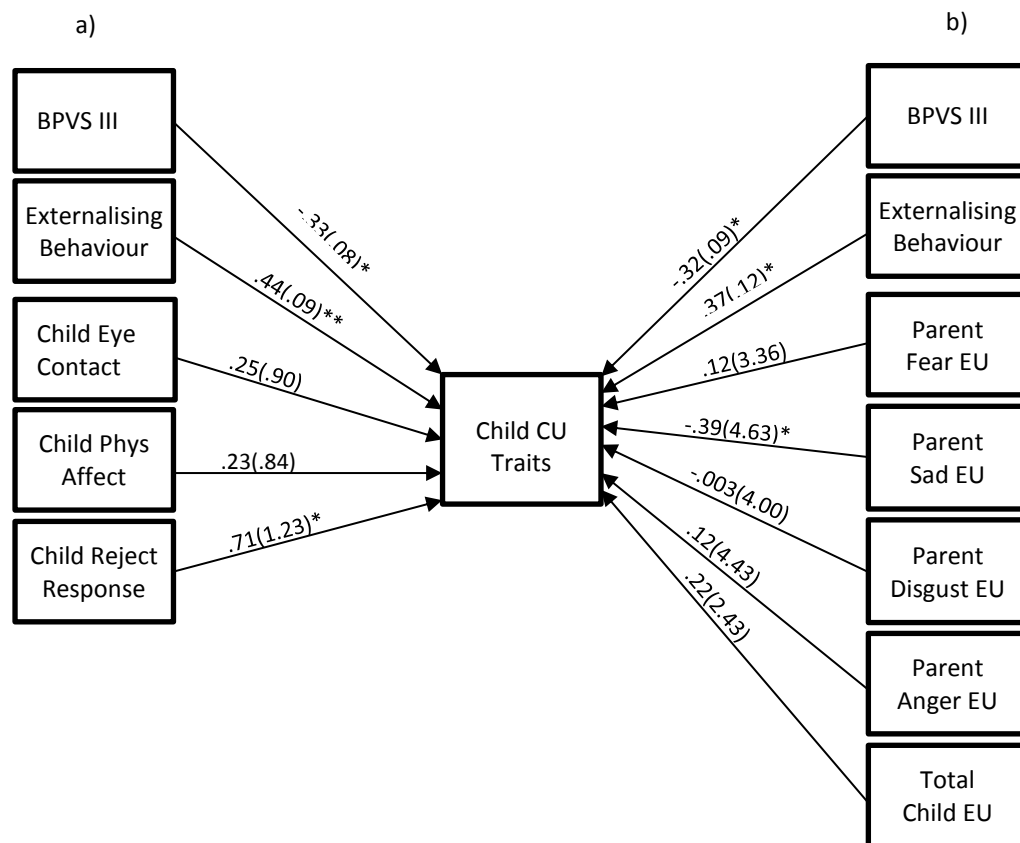 a)
b)
BPVS III
Externalising
Behaviour
Child Eye
Contact
Child Phys
Affect
Child Reject
Response
-.33(.08)*
.44(.09)**
.25(.90)
.23(.84)
.71(1.23)*
Child CU
Traits
-.32(.09)*
.37(.12)*
.12(3.36)
-.39(4.63)*
-.003(4.00)
.12(4.43)
.22(2.43)
BPVS III
Externalising
Behaviour
Parent
Fear EU
Parent
Sad EU
Parent
Disgust EU
Parent
Anger EU
Total
Child EU